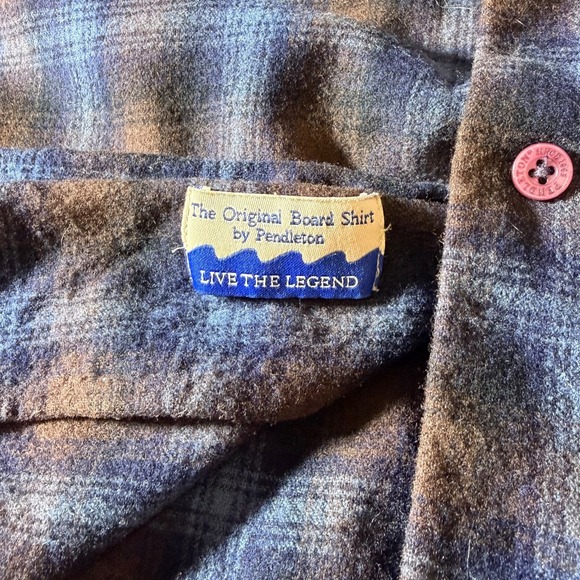 The Original Board Shirt
by Pendleton
LIVE THE LEGEND